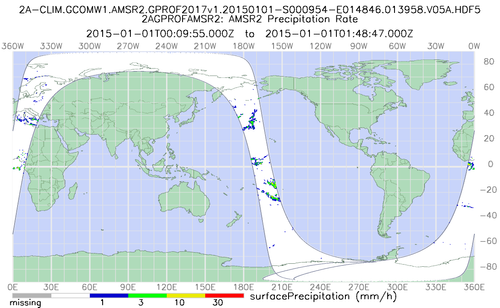 2A-CLIM.GCOMW1.AMSR2.GPROF2017v1.20150101-S000954-E014846.013958.V05A.HDF5
2AGPROFAMSR2: AMSR2 Precipitation Rate
2015-01-01T00:09:55.000Z to 2015-01-01T01:48:47.000Z
360W 330W 300W 270W 240W 210W 180W 150W 120W 90W 60W 30W 0W
80
60
40
20
0
-20
-40
-60
-80
0E 30E 60E 90E 120E 150E 180E 210E 240E 270E 300E 330E 360E
missing 1 3 10 30 surfacePrecipitation (mm/h)